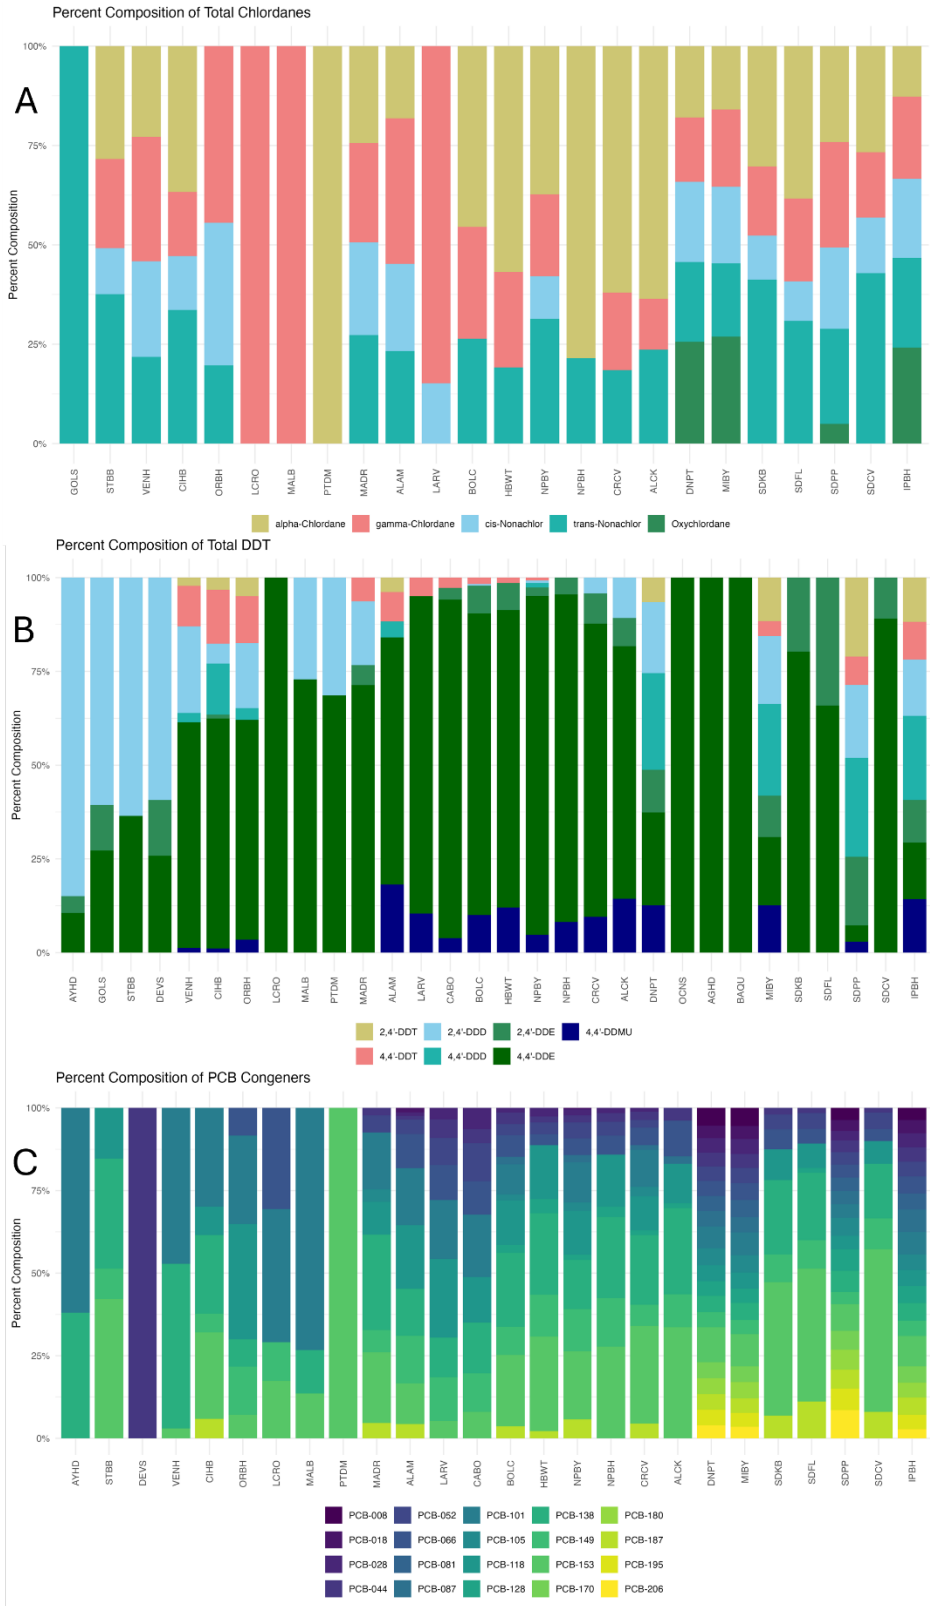 Percent Composition of Total Chlordanes
A
Percent Composition
100%
75%
50%
25%
0%
GOLS STBB VENH CIHB ORBH LCRO MALB PTDM MADR ALAM LARV BOLC HBWT NPBY NPBH CRCV ALCK DNPT MIBY SDKB SDFL SDPP SDCV IPBH
alpha-Chlordane gamma-Chlordane cis-Nonachlor trans-Nonachlor Oxychlordane
Percent Composition of Total DDT
B
Percent Composition
100%
75%
50%
25%
0%
AYHD GOLS STBB DEVS VENH CIHB ORBH LCRO MALB PTDM MADR ALAM LARV CABO BOLC HBWT NPBY NPBH CRCV ALCK DNPT OCNS AGHD BAQU MIBY SDKB SDFL SDPP SDCV IPBH
2,4'-DDT 2,4'-DDD 2,4'-DDE 4,4'-DDMU
4,4'-DDT 4,4'-DDD 4,4'-DDE
Percent Composition of PCB Congeners
C
Percent Composition
100%
75%
50%
25%
0%
AYHD STBB DEVS VENH CIHB ORBH LCRO MALB PTDM MADR ALAM LARV CABO BOLC HBWT NPBY NPBH CRCV ALCK DNPT MIBY SDKB SDFL SDPP SDCV IPBH
PCB-008 PCB-052 PCB-101 PCB-138 PCB-180
PCB-018 PCB-066 PCB-105 PCB-149 PCB-187
PCB-028 PCB-081 PCB-118 PCB-153 PCB-195
PCB-044 PCB-087 PCB-128 PCB-170 PCB-206